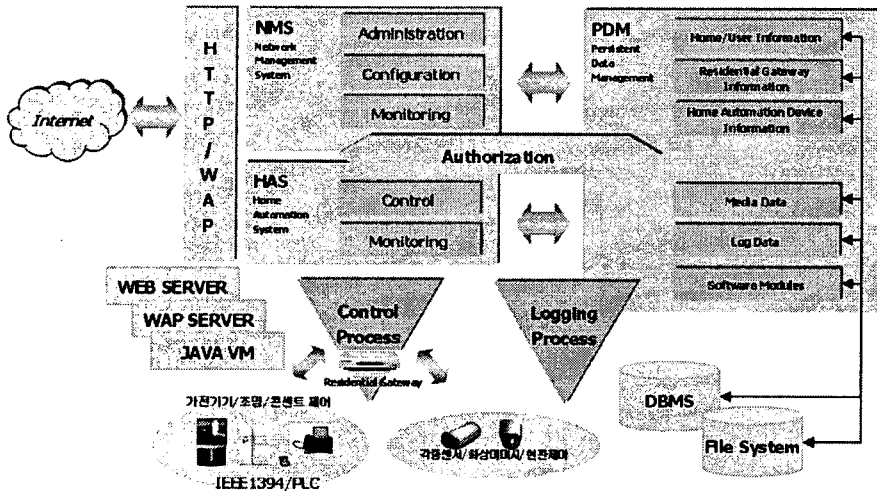 Internet
H
T
T
P
/
W
A
P
NMS
Network
Management
System
Administration
Configuration
Monitoring
PDM
Persistent
Data
Management
Home/User Information
Residential Gateway
Information
Home Automation Device
Information
Authorization
HAS
Home
Automation
System
Control
Monitoring
Media Data
Log Data
Software Modules
WEB SERVER
WAP SERVER
JAVA VM
Control
Process
Logging
Process
Residential Gateway
가전기기/조명/콘센트 제어
IEEE1394/PLC
DBMS
File System